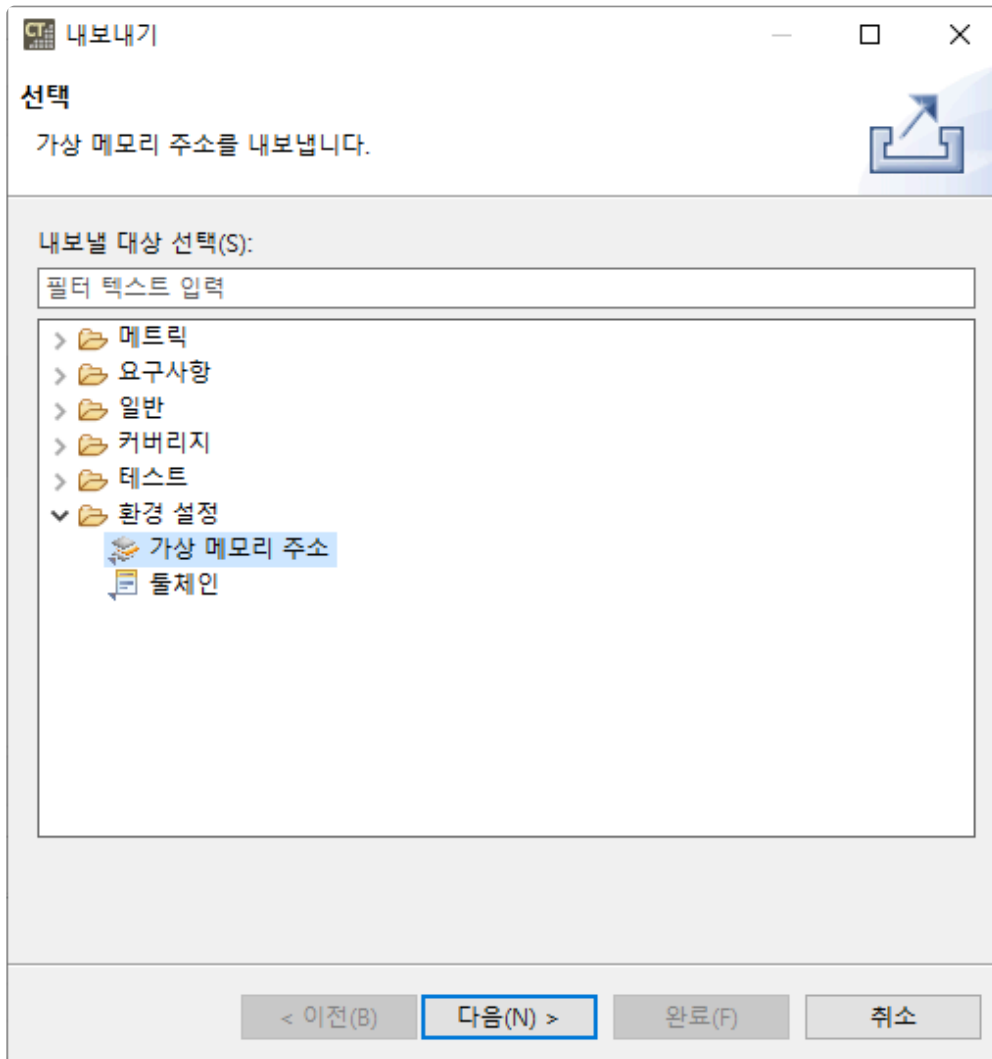 CT 내보내기
선택
가상 메모리 주소를 내보냅니다.
내보낼 대상 선택(S):
필터 텍스트 입력
메트릭
요구사항
일반
커버리지
테스트
환경 설정
가상 메모리 주소
툴체인
< 이전(B) 다음(N) > 완료(F) 취소